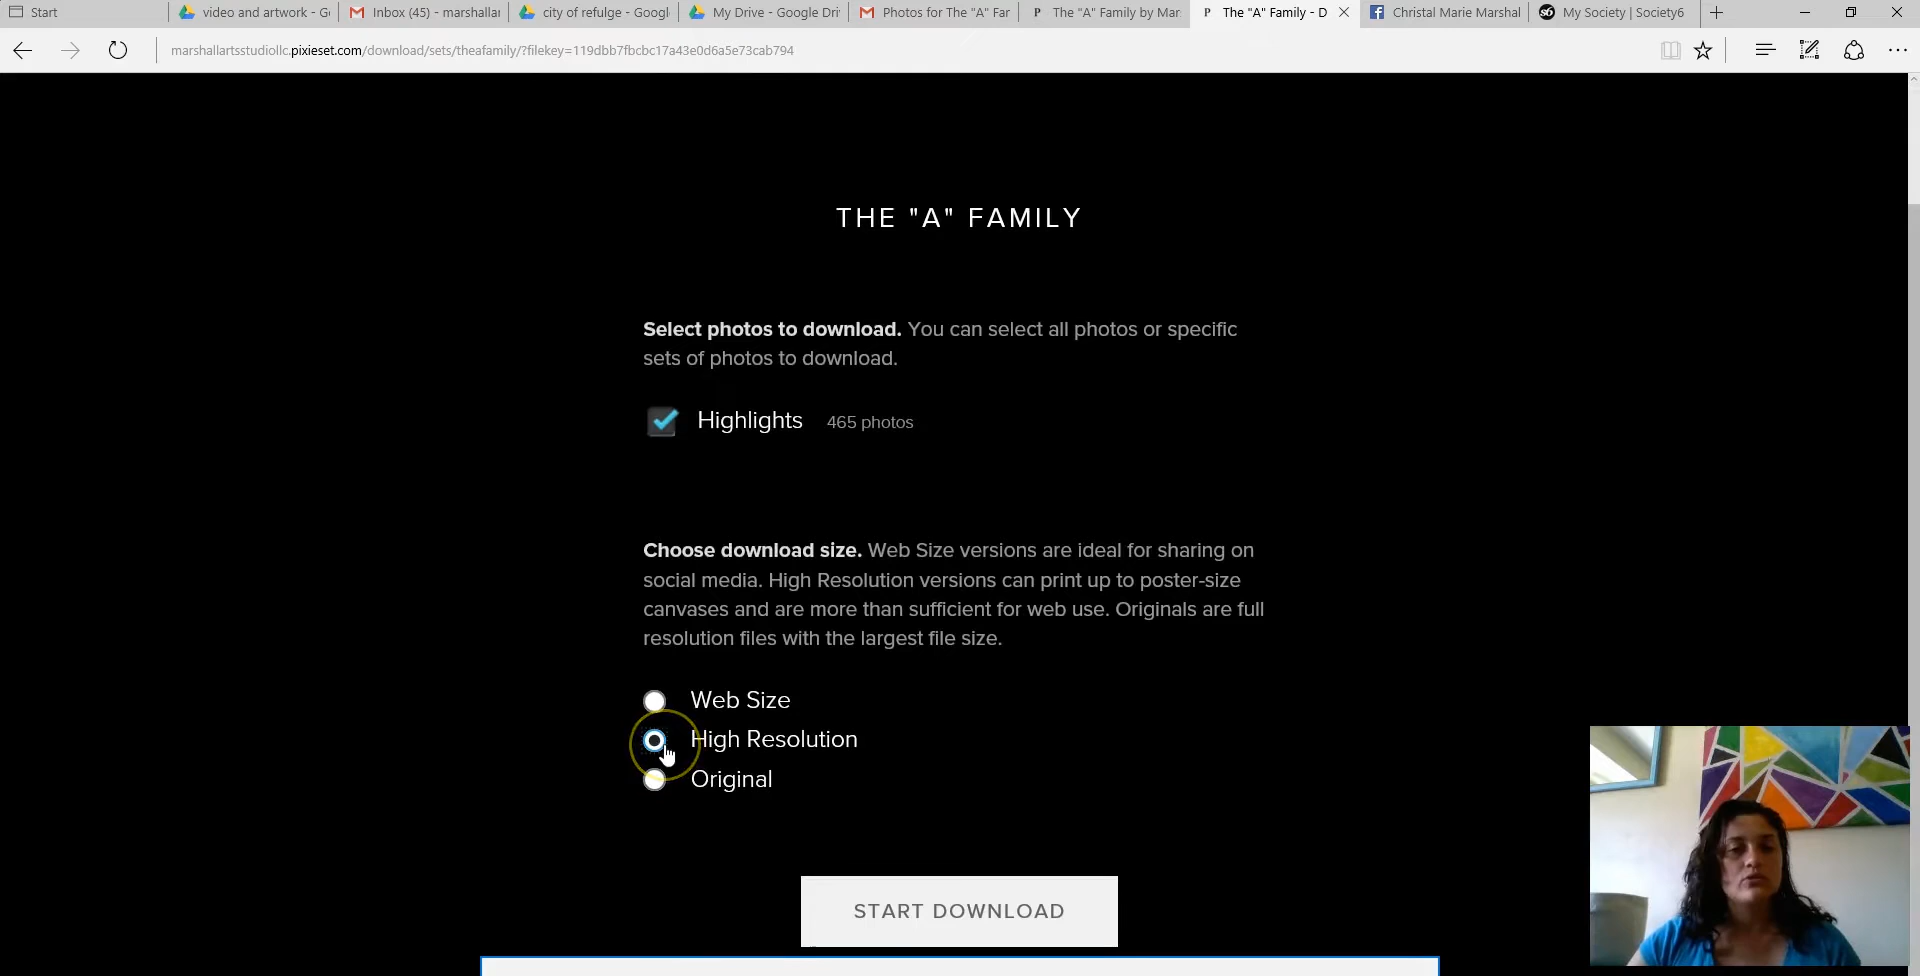 Start
video and artwork - G
Inbox (45) - marshallar
city of refulge - Googl
My Drive - Google Dri
Photos for The "A" Far
P The "A" Family by Mar
P The "A" Family - D
Christal Marie Marshal
s6 My Society | Society6
marshallartsstudiollc.pixieset.com/download/sets/theafamily/?filekey=119dbb7fbcbc17a43e0d6a5e73cab794
THE "A" FAMILY
Select photos to download. You can select all photos or specific
sets of photos to download.
Highlights 465 photos
Choose download size. Web Size versions are ideal for sharing on
social media. High Resolution versions can print up to poster-size
canvases and are more than sufficient for web use. Originals are full
resolution files with the largest file size.
Web Size
High Resolution
Original
START DOWNLOAD